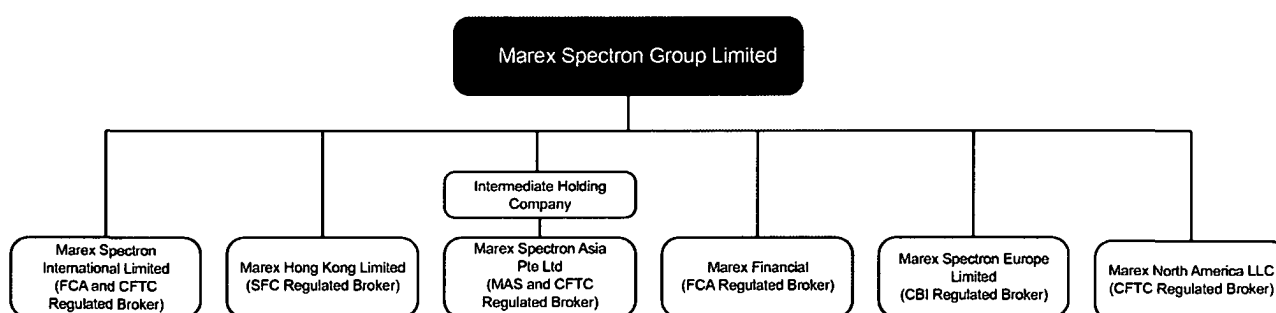 Marex Spectron Group Limited
Intermediate Holding
Company
Marex Spectron
International Limited
(FCA and CFTC
Regulated Broker)
Marex Hong Kong Limited
(SFC Regulated Broker)
Marex Spectron Asia
Pte Ltd
(MAS and CFTC
Regulated Broker)
Marex Financial
(FCA Regulated Broker)
Marex Spectron Europe
Limited
(CBI Regulated Broker)
Marex North America LLC
(CFTC Regulated Broker)